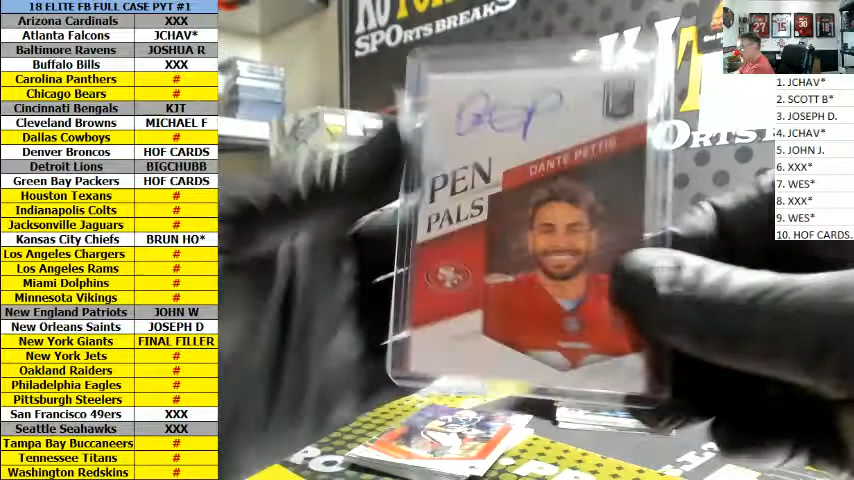 18 ELITE FB FULL CASE PYT #1
Arizona Cardinals XXX
Atlanta Falcons JCHAV*
Baltimore Ravens JOSHUA R
Buffalo Bills XXX
Carolina Panthers #
Chicago Bears #
Cincinnati Bengals KJT
Cleveland Browns MICHAEL F
Dallas Cowboys #
Denver Broncos HOF CARDS
Detroit Lions BIGCHUBB
Green Bay Packers HOF CARDS
Houston Texans #
Indianapolis Colts #
Jacksonville Jaguars #
Kansas City Chiefs BRUN HO*
Los Angeles Chargers #
Los Angeles Rams #
Miami Dolphins #
Minnesota Vikings #
New England Patriots JOHN W
New Orleans Saints JOSEPH D
New York Giants FINAL FILLER
New York Jets #
Oakland Raiders #
Philadelphia Eagles #
Pittsburgh Steelers #
San Francisco 49ers XXX
Seattle Seahawks XXX
Tampa Bay Buccaneers #
Tennessee Titans #
Washington Redskins #
SPORTS BREAKS
DANTE PETTIS
PEN
PALS
27
15
30
18
1. JCHAV*
2. SCOTT B*
3. JOSEPH D.
4. JCHAV*
5. JOHN J.
6. XXX*
7. WES*
8. XXX*
9. WES*
10. HOF CARDS.